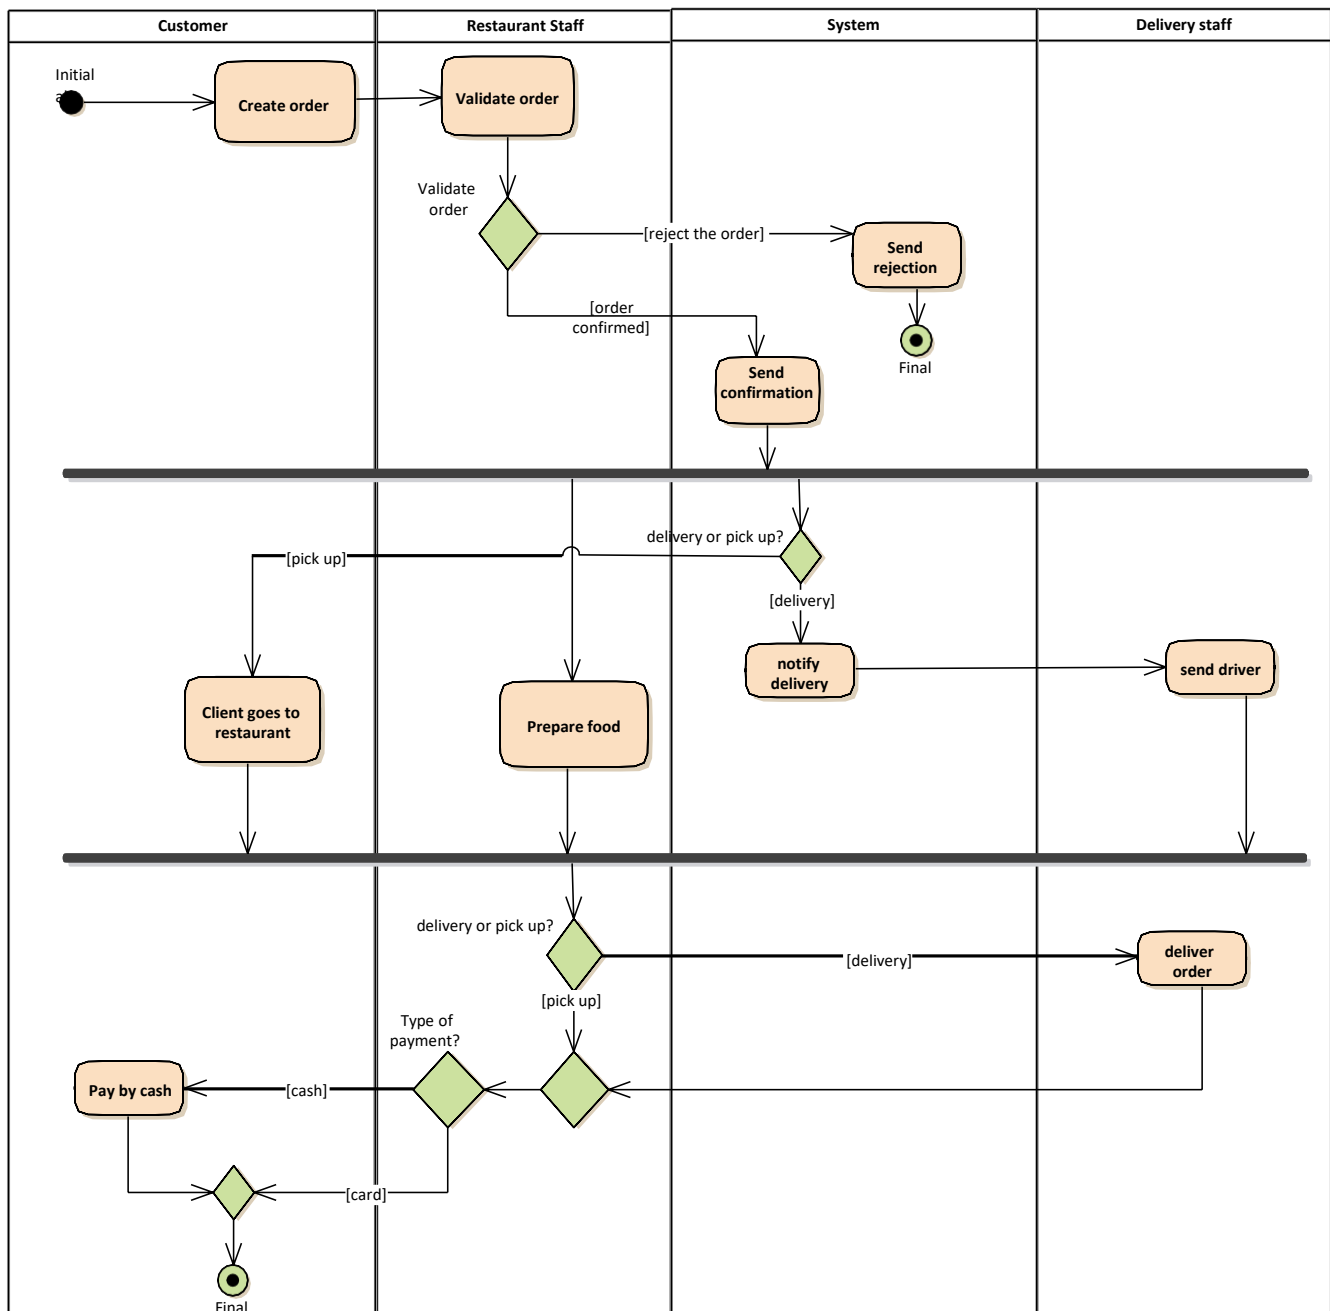 Customer
Restaurant Staff
System
Delivery staff
Initial
Create order
Validate order
Validate
order
[reject the order]
Send
rejection
[order
confirmed]
Final
Send
confirmation
delivery or pick up?
[pick up]
[delivery]
notify
delivery
send driver
Client goes to
restaurant
Prepare food
delivery or pick up?
[delivery]
deliver
order
[pick up]
Type of
payment?
Pay by cash
[cash]
[card]
Final